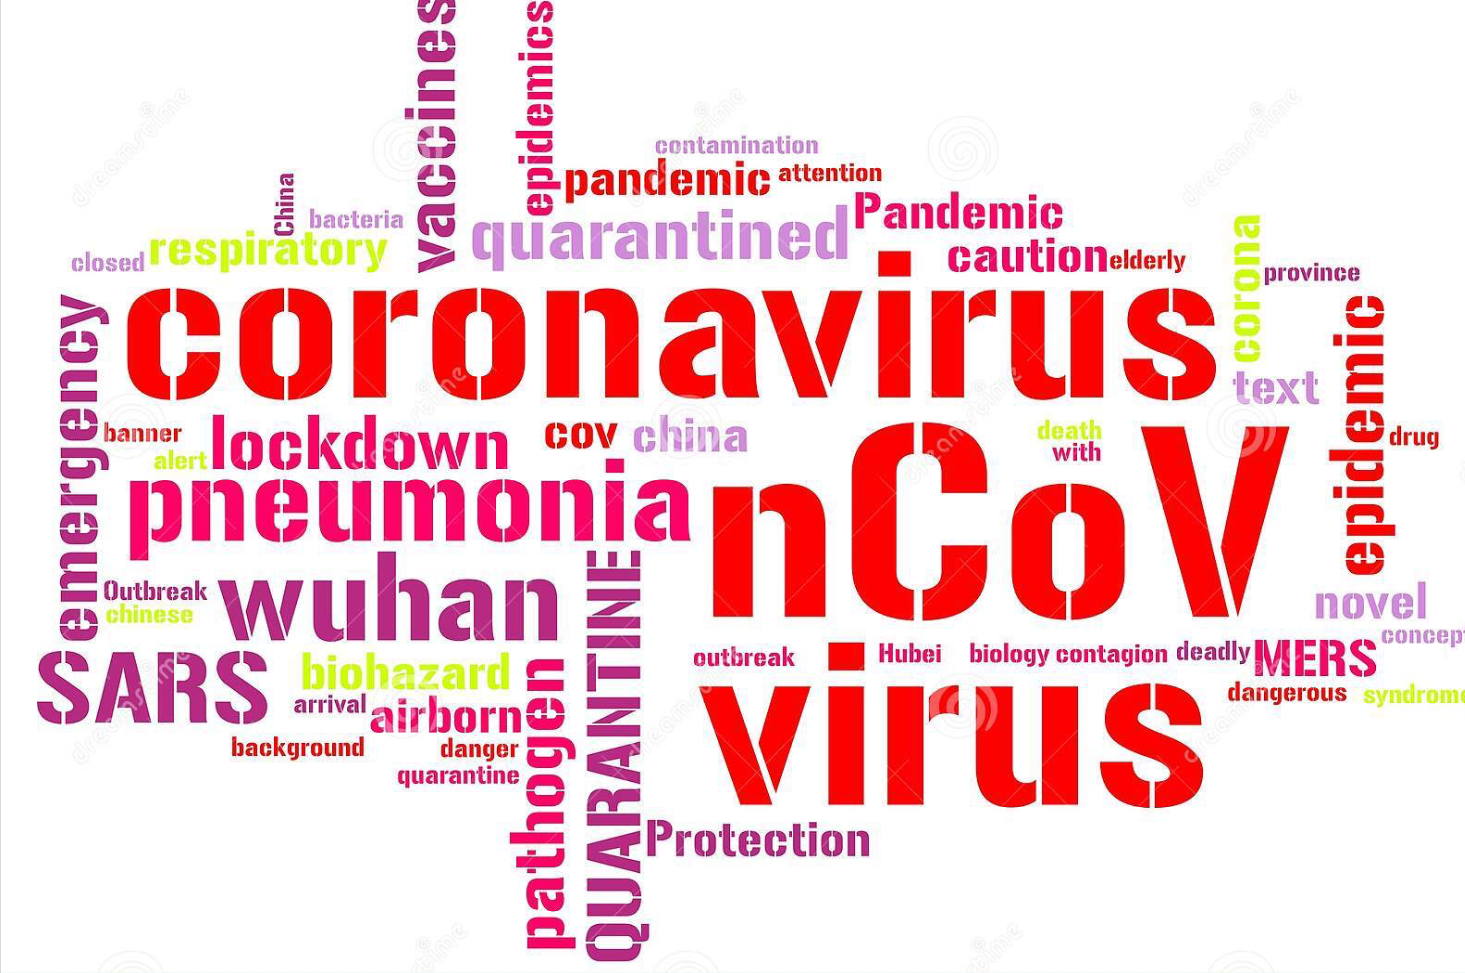 vaccines
epidemics
contamination
pandemic
attention
China
bacteria
quarantined
Pandemic
closed
respiratory
caution
elderly
corona
province
coronavirus
emergency
text
epidemic
banner
lockdown
cov
china
death
with
drug
alert
pneumonia
nCoV
Outbreak
chinese
wuhan
QUARANTINE
novel
concep
SARS
biohazard
outbreak
Hubei
biology contagion
deadly
MERS
arrival
airborn
pathogen
virus
dangerous
syndrome
background
danger
quarantine
Protection
dreamstime